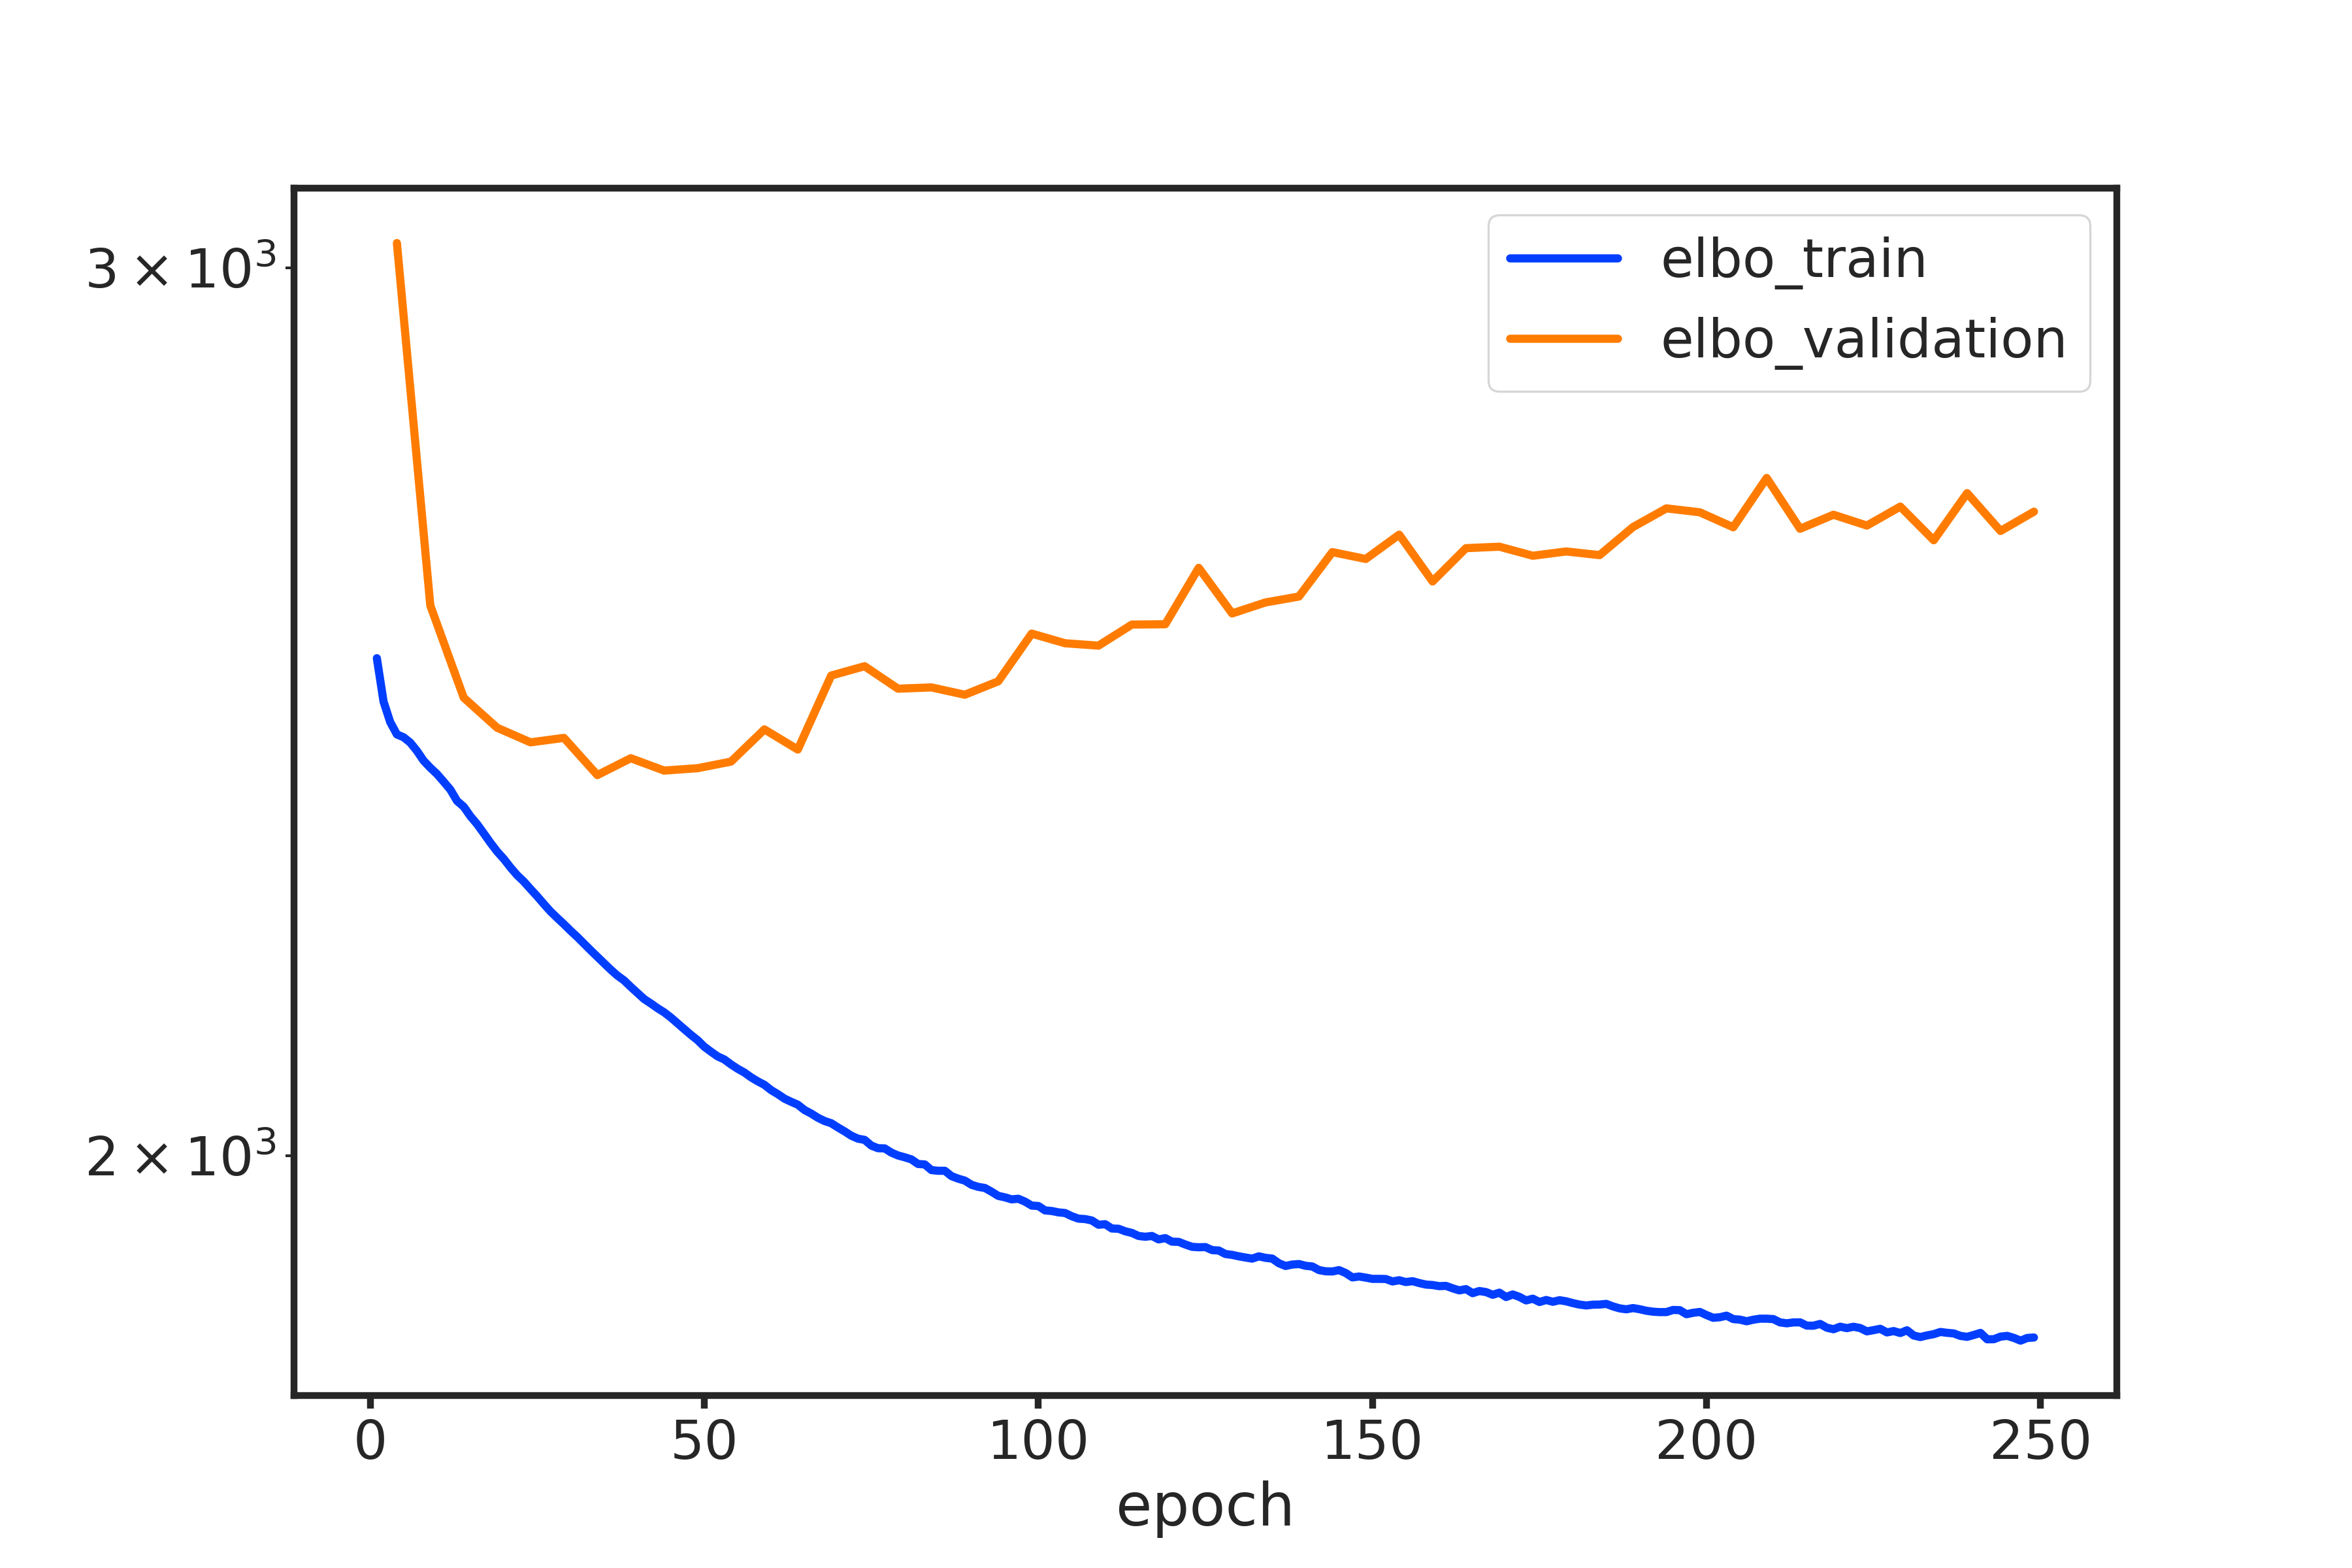 elbo_train
elbo_validation
3 × 10³
2 × 10³
0 50 100 150 200 250
epoch